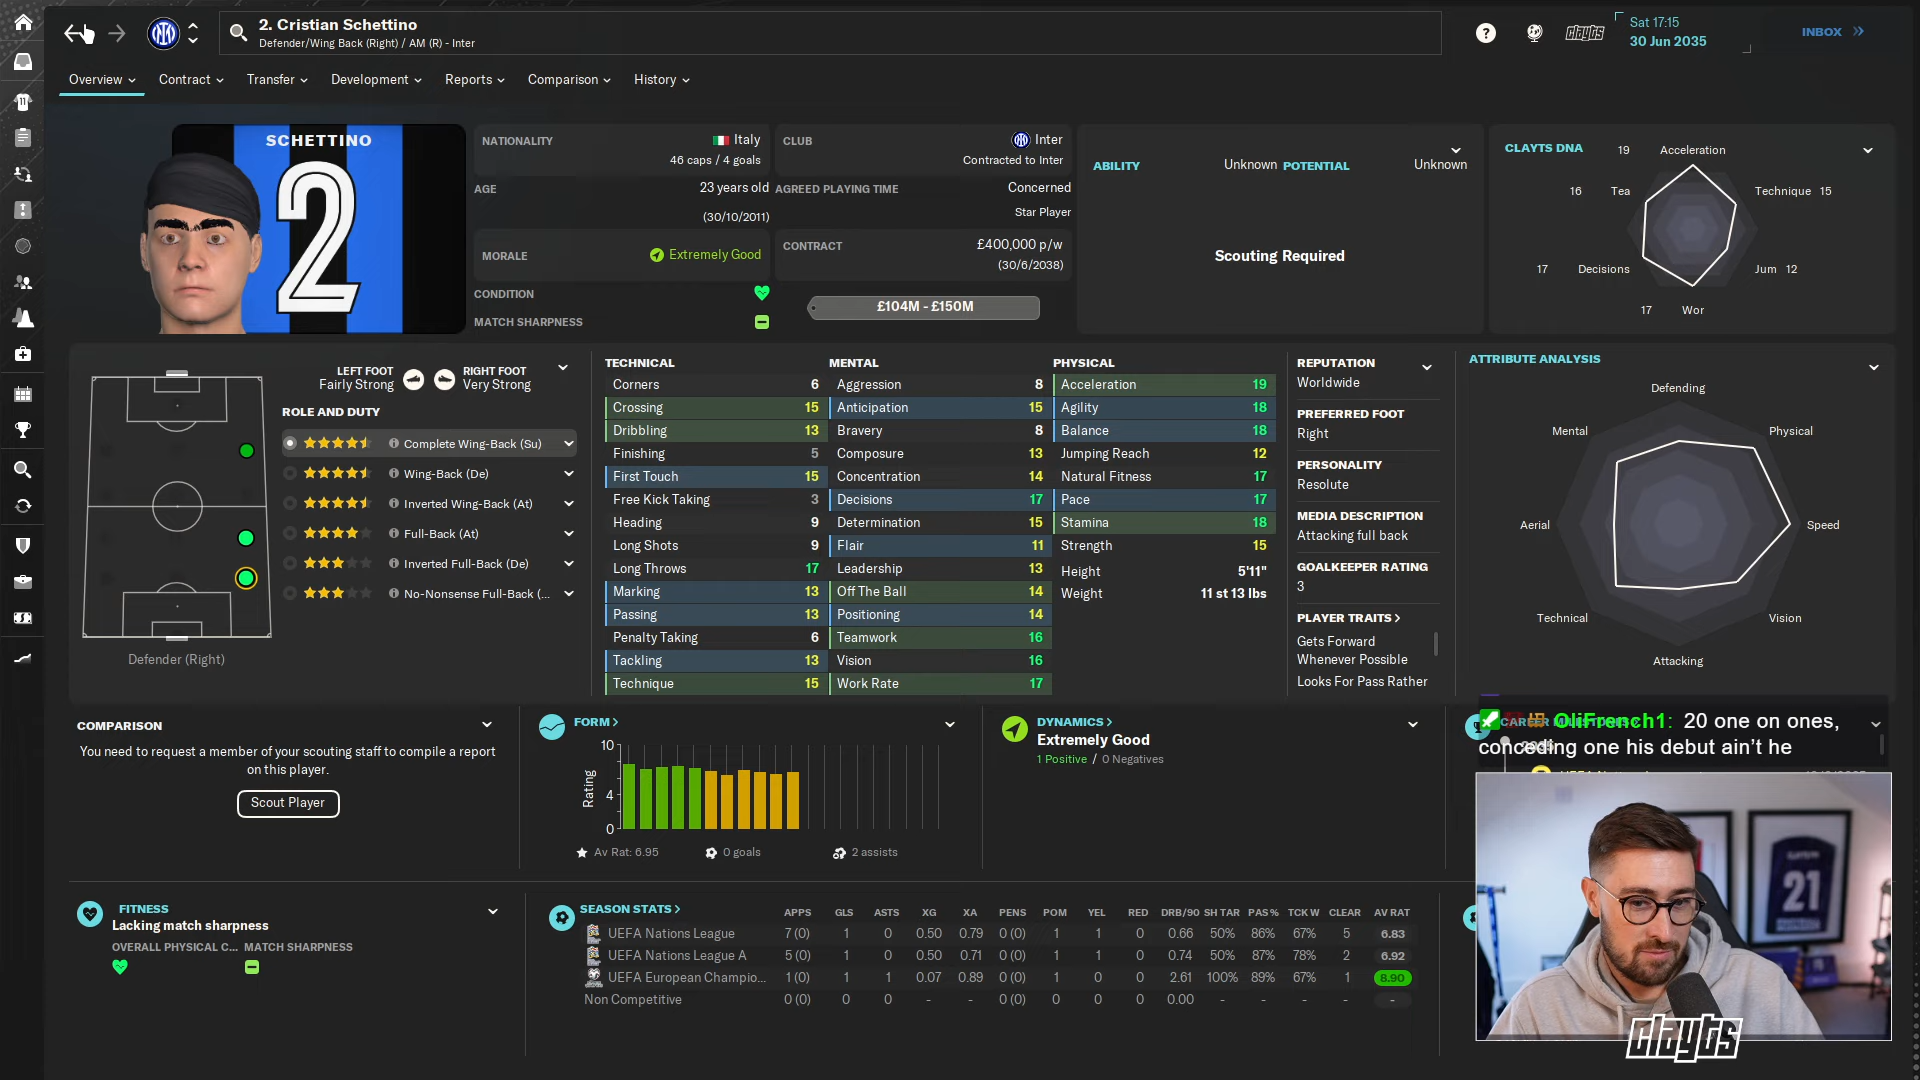 2. Cristian Schettino
Defender/Wing Back (Right) / AM (R) - Inter
clayts
Sat 17:15
30 Jun 2035
INBOX
Overview
Contract
Transfer
Development
Reports
Comparison
History
SCHETTINO
2
NATIONALITY
Italy
46 caps / 4 goals
AGE
23 years old
(30/10/2011)
MORALE
Extremely Good
CONDITION
MATCH SHARPNESS
CLUB
Inter
Contracted to Inter
AGREED PLAYING TIME
Concerned
Star Player
CONTRACT
£400,000 p/w
(30/6/2038)
£104M - £150M
ABILITY
Unknown
POTENTIAL
Unknown
Scouting Required
CLAYTS DNA
19 Acceleration
16 Tea
Technique 15
17 Decisions
Jum 12
17 Wor
LEFT FOOT
Fairly Strong
RIGHT FOOT
Very Strong
ROLE AND DUTY
Complete Wing-Back (Su)
Wing-Back (De)
Inverted Wing-Back (At)
Full-Back (At)
Inverted Full-Back (De)
No-Nonsense Full-Back (...
Defender (Right)
TECHNICAL
Corners 6
Crossing 15
Dribbling 13
Finishing 5
First Touch 15
Free Kick Taking 3
Heading 9
Long Shots 9
Long Throws 17
Marking 13
Passing 13
Penalty Taking 6
Tackling 13
Technique 15
MENTAL
Aggression 8
Anticipation 15
Bravery 8
Composure 13
Concentration 14
Decisions 17
Determination 15
Flair 11
Leadership 13
Off The Ball 14
Positioning 14
Teamwork 16
Vision 16
Work Rate 17
PHYSICAL
Acceleration 19
Agility 18
Balance 18
Jumping Reach 12
Natural Fitness 17
Pace 17
Stamina 18
Strength 15
Height 5'11"
Weight 11 st 13 lbs
REPUTATION
Worldwide
PREFERRED FOOT
Right
PERSONALITY
Resolute
MEDIA DESCRIPTION
Attacking full back
GOALKEEPER RATING
3
PLAYER TRAITS
Gets Forward
Whenever Possible
Looks For Pass Rather
ATTRIBUTE ANALYSIS
Defending
Mental
Physical
Aerial
Speed
Technical
Vision
Attacking
COMPARISON
You need to request a member of your scouting staff to compile a report
on this player.
Scout Player
FORM
10
4
0
Rating
Av Rat: 6.95
0 goals
2 assists
DYNAMICS
Extremely Good
1 Positive / 0 Negatives
OliFrench1: 20 one on ones,
conceding one his debut ain't he
FITNESS
Lacking match sharpness
OVERALL PHYSICAL C... MATCH SHARPNESS
SEASON STATS
APPS GLS ASTS XG XA PENS POM YEL RED DRB/90 SH TAR PAS % TCK W CLEAR AV RAT
UEFA Nations League 7 (0) 1 0 0.50 0.79 0 (0) 1 1 0 0.66 50% 86% 67% 5 6.83
UEFA Nations League A 5 (0) 1 0 0.50 0.71 0 (0) 1 1 0 0.74 50% 87% 78% 2 6.92
UEFA European Champio... 1 (0) 1 1 0.07 0.89 0 (0) 1 0 0 2.61 100% 89% 67% 1 8.90
Non Competitive 0 (0) 0 0 - - 0 (0) 0 0 0 0.00 - - - - -
21
clayts